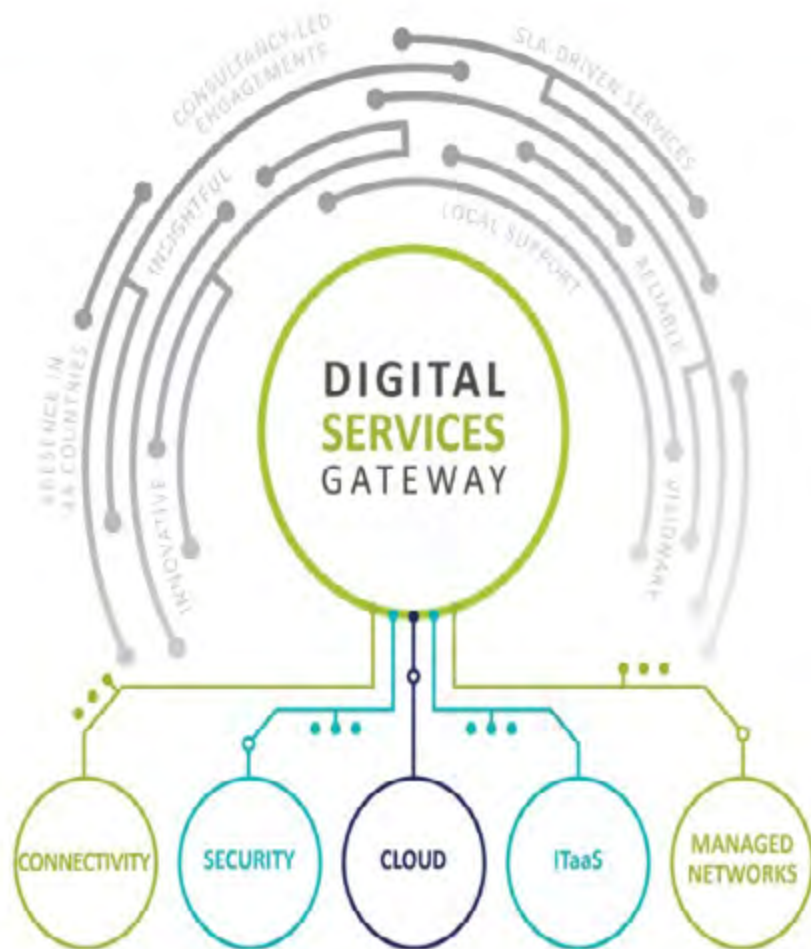 CONSULTANCY-LED
ENGAGEMENTS
SLA-DRIVEN SERVICES
INSIGHTFUL
LOCAL SUPPORT
RELIABLE
PRESENCE IN
COUNTRIES
INNOVATIVE
VISIONARY
DIGITAL
SERVICES
GATEWAY
CONNECTIVITY
SECURITY
CLOUD
ITaaS
MANAGED
NETWORKS